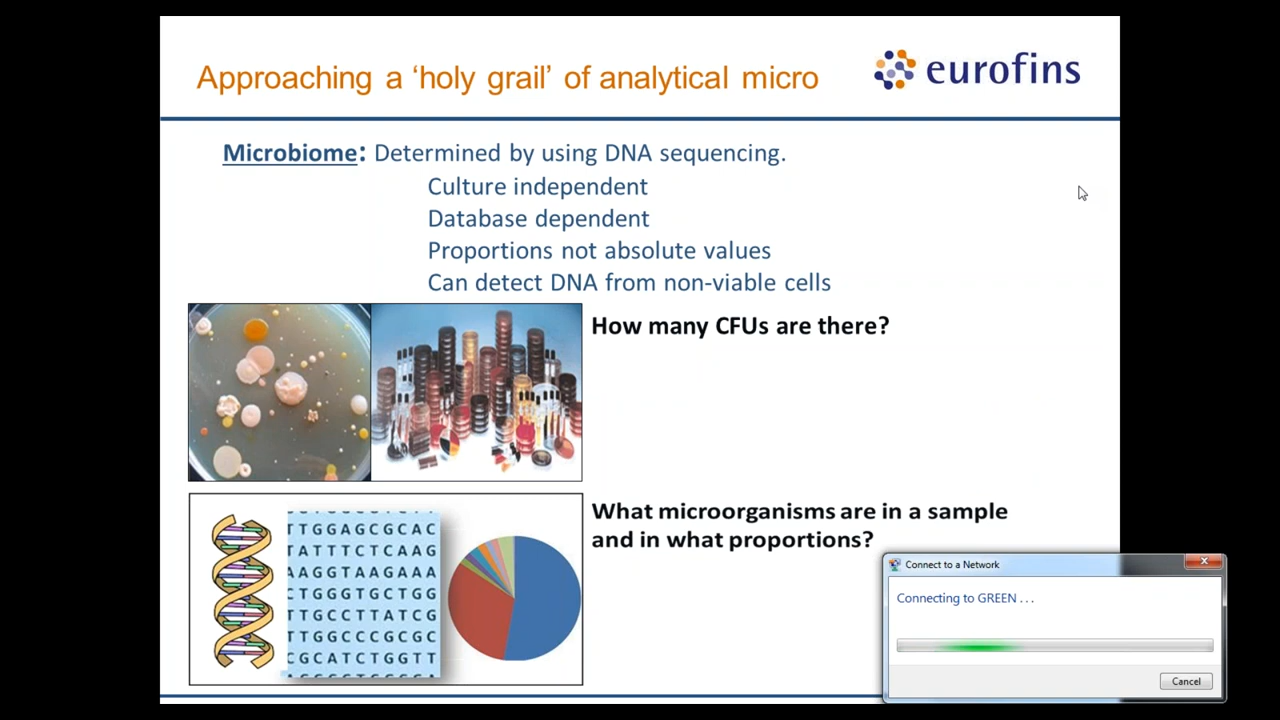 Approaching a ‘holy grail’ of analytical micro
eurofins
Microbiome: Determined by using DNA sequencing.
Culture independent
Database dependent
Proportions not absolute values
Can detect DNA from non-viable cells
How many CFUs are there?
What microorganisms are in a sample
and in what proportions?
TTGGAGCGCAC
TATTTCTCAAG
AAGGTAAGAAA
CTGGGTGCTGG
TTGCCTTATCG
TTGGCCCGCGC
CGCATCTGGTT
Connect to a Network
Connecting to GREEN . . .
Cancel